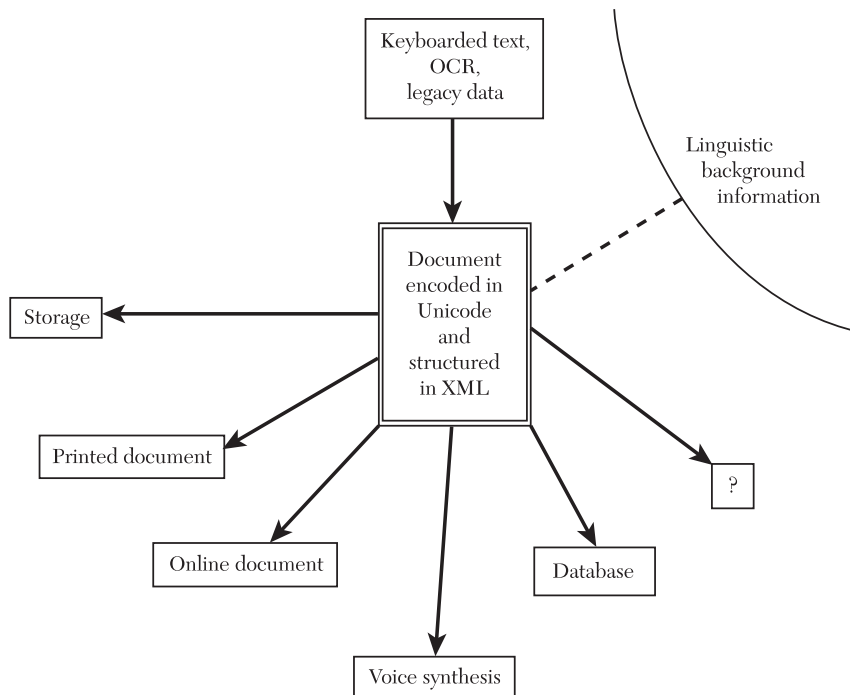 Keyboarded text,
OCR,
legacy data
Linguistic
background
information
Document
encoded in
Unicode
and
structured
in XML
Storage
Printed document
?
Online document
Database
Voice synthesis